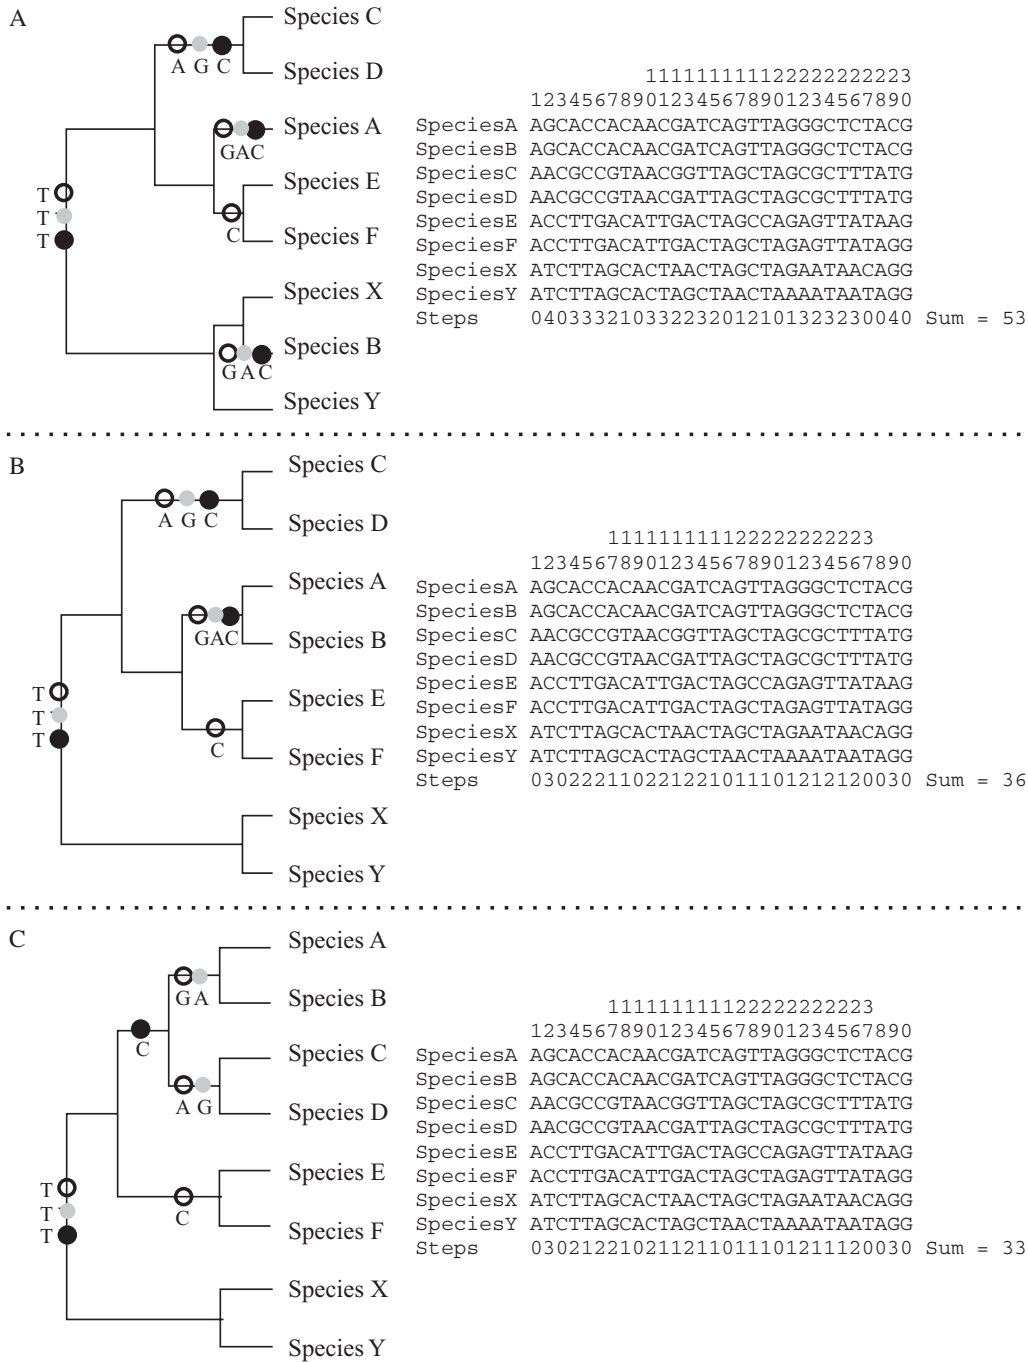 A
Species C
A G C
Species D
Species A
GAC
Species E
C
Species F
T
T
T
Species X
Species B
GAC
Species Y
111111111122222222223
123456789012345678901234567890
SpeciesA AGCACCACAACGATCAGTTAGGGCTCTACG
SpeciesB AGCACCACAACGATCAGTTAGGGCTCTACG
SpeciesC AACGCCGTAACGGTTAGCTAGCGCTTTATG
SpeciesD AACGCCGTAACGATTAGCTAGCGCTTTATG
SpeciesE ACCTTGACATTGACTAGCCAGAGTTATAAG
SpeciesF ACCTTGACATTGACTAGCTAGAGTTATAGG
SpeciesX ATCTTAGCACTAACTAGCTAGAATAACAGG
SpeciesY ATCTTAGCACTAGCTAACTAAAATAATAGG
Steps 040333210332232012101323230040 Sum = 53
B
Species C
A G C
Species D
Species A
GAC
Species B
Species E
C
Species F
T
T
T
Species X
Species Y
111111111122222222223
123456789012345678901234567890
SpeciesA AGCACCACAACGATCAGTTAGGGCTCTACG
SpeciesB AGCACCACAACGATCAGTTAGGGCTCTACG
SpeciesC AACGCCGTAACGGTTAGCTAGCGCTTTATG
SpeciesD AACGCCGTAACGATTAGCTAGCGCTTTATG
SpeciesE ACCTTGACATTGACTAGCCAGAGTTATAAG
SpeciesF ACCTTGACATTGACTAGCTAGAGTTATAGG
SpeciesX ATCTTAGCACTAACTAGCTAGAATAACAGG
SpeciesY ATCTTAGCACTAGCTAACTAAAATAATAGG
Steps 030222110221221011101212120030 Sum = 36
C
Species A
G A
Species B
C
Species C
A G
Species D
Species E
C
Species F
T
T
T
Species X
Species Y
111111111122222222223
123456789012345678901234567890
SpeciesA AGCACCACAACGATCAGTTAGGGCTCTACG
SpeciesB AGCACCACAACGATCAGTTAGGGCTCTACG
SpeciesC AACGCCGTAACGGTTAGCTAGCGCTTTATG
SpeciesD AACGCCGTAACGATTAGCTAGCGCTTTATG
SpeciesE ACCTTGACATTGACTAGCCAGAGTTATAAG
SpeciesF ACCTTGACATTGACTAGCTAGAGTTATAGG
SpeciesX ATCTTAGCACTAACTAGCTAGAATAACAGG
SpeciesY ATCTTAGCACTAGCTAACTAAAATAATAGG
Steps 030212210211211011101211120030 Sum = 33